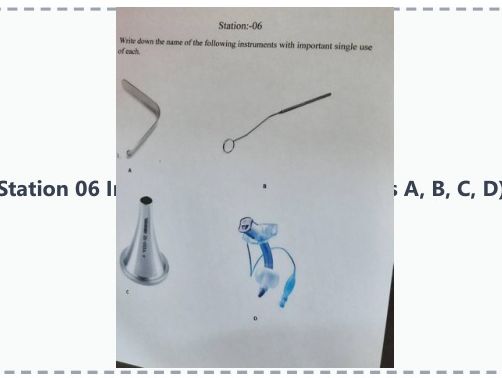 Station:-06
Write down the name of the following instruments with important single use
of each.
A
B
Station 06 I
s A, B, C, D)
C
D